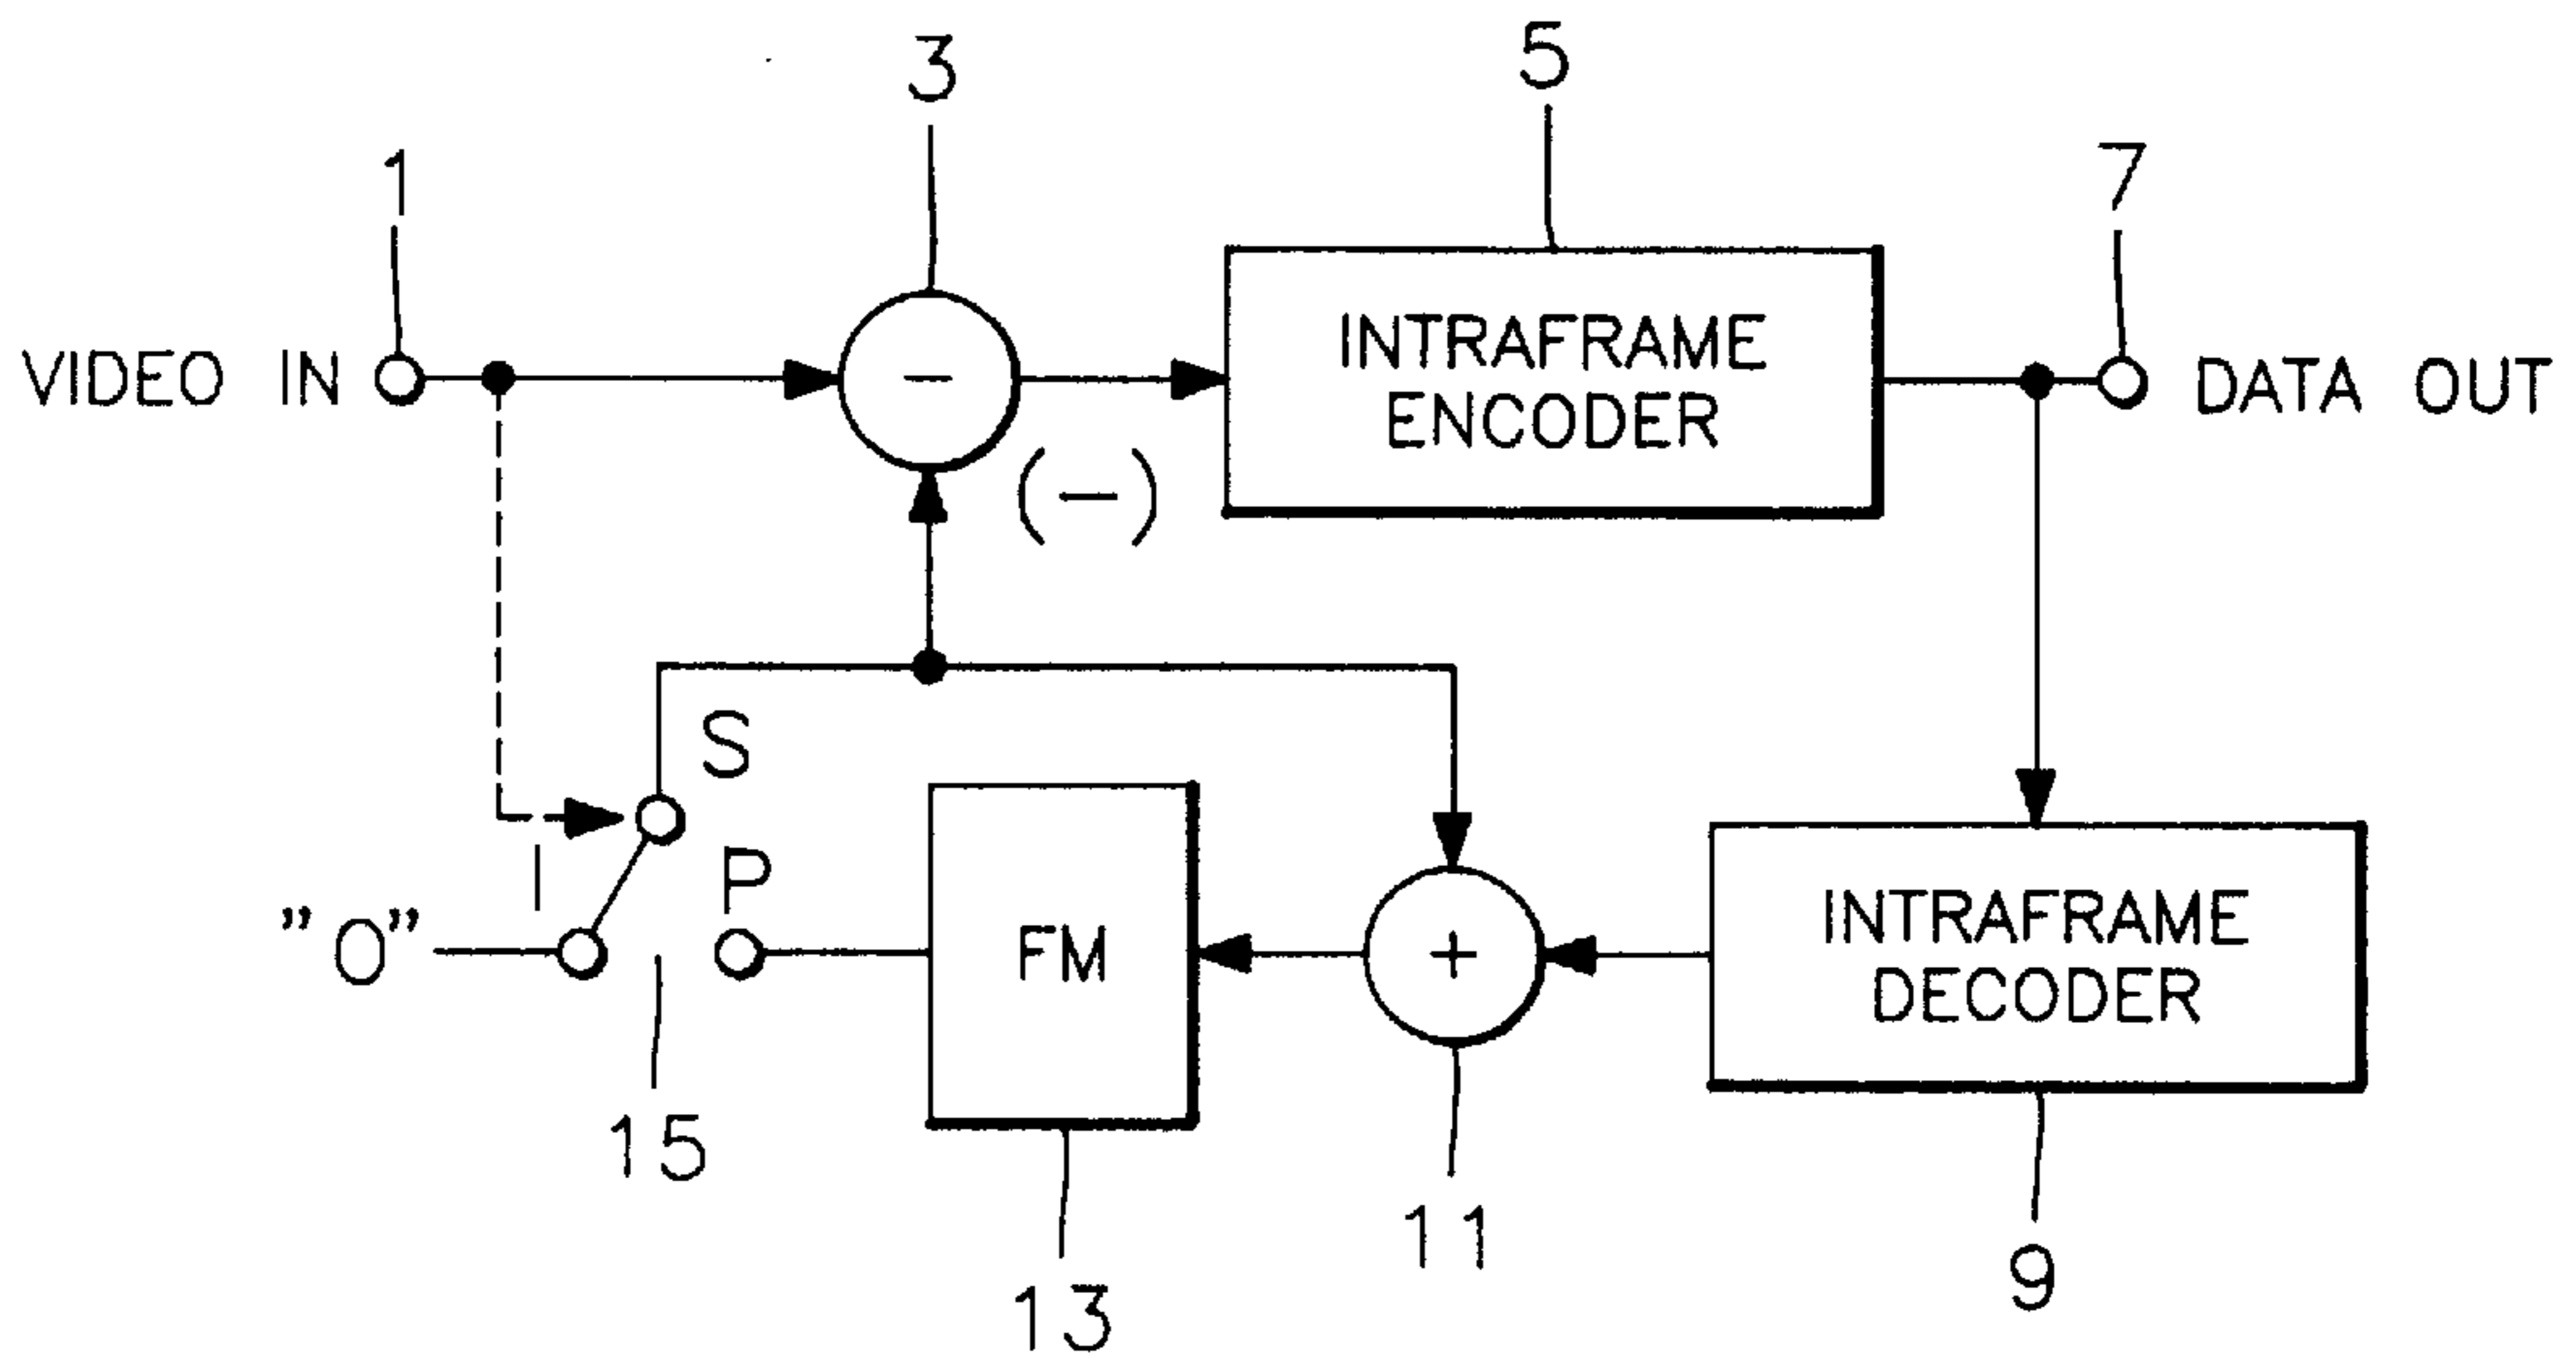 3
5
1
7
VIDEO IN
−
INTRAFRAME
ENCODER
DATA OUT
(−)
S
I
P
"0"
FM
+
INTRAFRAME
DECODER
15
11
13
9